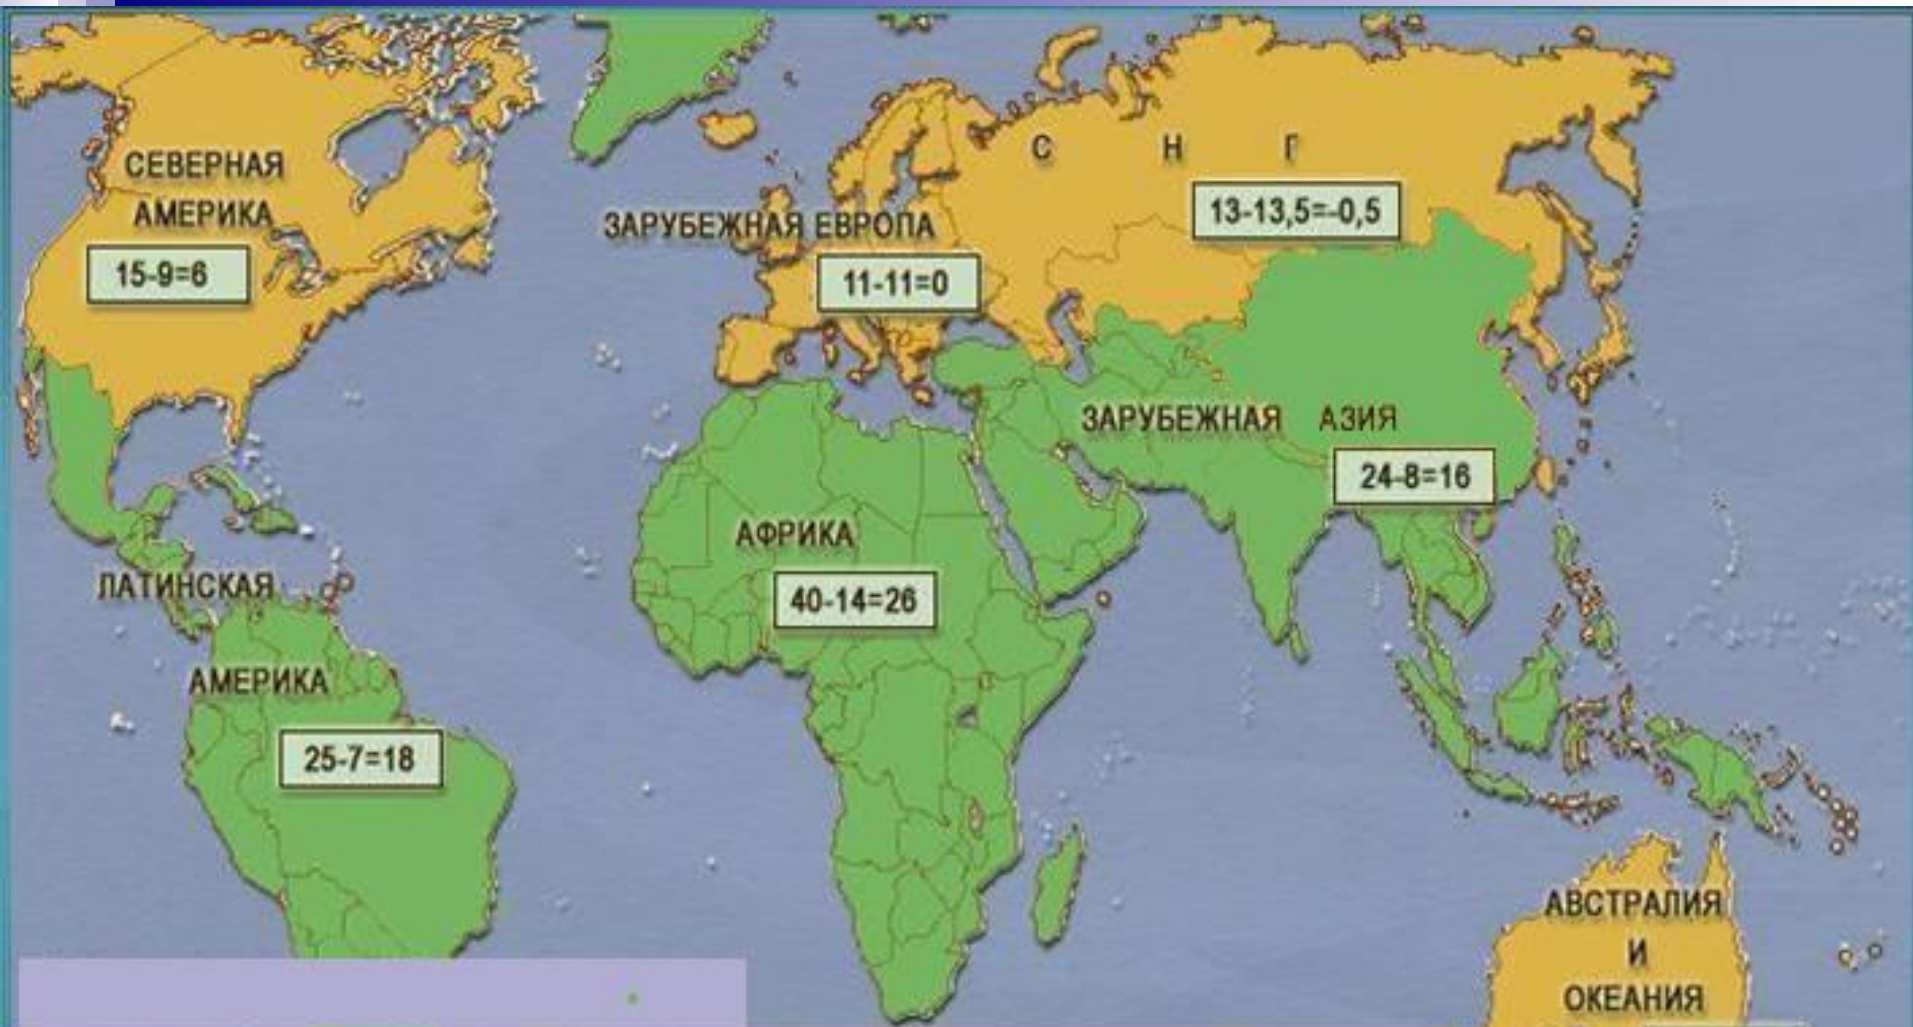 СЕВЕРНАЯ
АМЕРИКА
15-9=6
ЗАРУБЕЖНАЯ ЕВРОПА
11-11=0
С Н Г
13-13,5=-0,5
ЗАРУБЕЖНАЯ АЗИЯ
24-8=16
АФРИКА
40-14=26
ЛАТИНСКАЯ
АМЕРИКА
25-7=18
АВСТРАЛИЯ
И
ОКЕАНИЯ